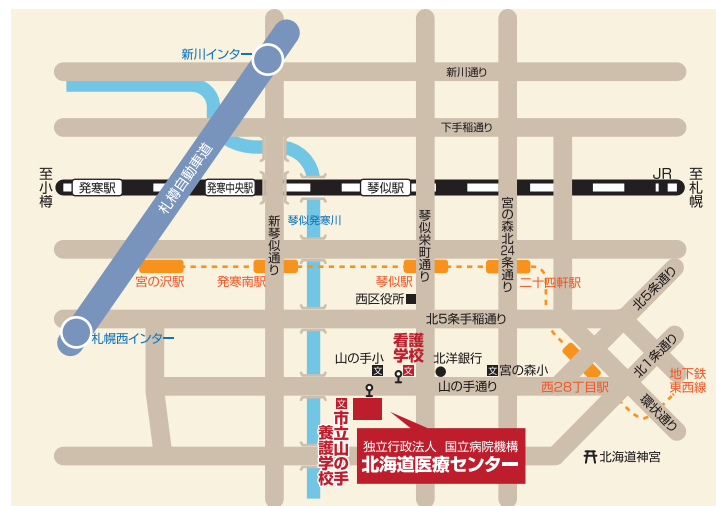 新川インター
新川通り
下手稲通り
札樽自動車道
至小樽
発寒駅
発寒中央駅
琴似駅
JR
至札幌
新琴似通り
琴似発寒川
琴似栄町通り
宮の森北24条通り
宮の沢駅
発寒南駅
琴似駅
二十四軒駅
西区役所
北5条手稲通り
北5条通り
札幌西インター
看護学校
山の手小
文
文
北洋銀行
文
宮の森小
山の手通り
北1条通り
西28丁目駅
地下鉄
東西線
環状通り
文
市立山の手
養護学校
独立行政法人 国立病院機構
北海道医療センター
北海道神宮